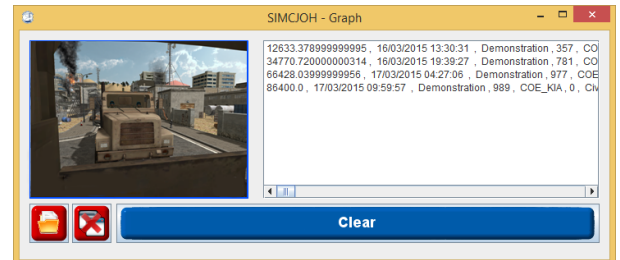 SIMCJOH - Graph
12633.378999999995 , 16/03/2015 13:30:31 , Demonstration , 357 , CO
34770.720000000314 , 16/03/2015 19:39:27 , Demonstration , 781 , CO
66428.03999999956 , 17/03/2015 04:27:06 , Demonstration , 977 , COE
86400.0 , 17/03/2015 09:59:57 , Demonstration , 989 , COE_KIA , 0 , Civ
Clear